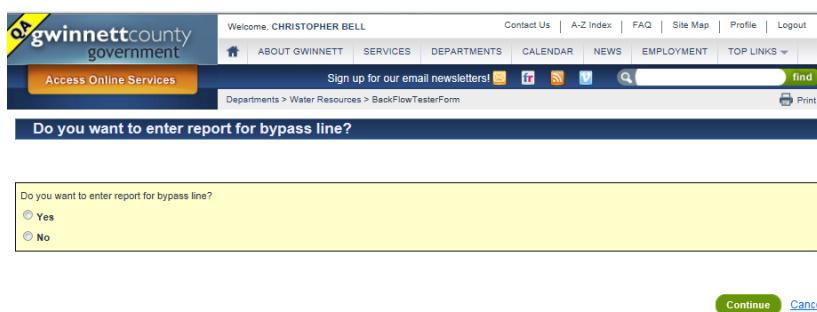 QA
gwinnettcounty
government
Welcome, CHRISTOPHER BELL
Contact Us | A-Z Index | FAQ | Site Map | Profile | Logout
ABOUT GWINNETT SERVICES DEPARTMENTS CALENDAR NEWS EMPLOYMENT TOP LINKS
Access Online Services
Sign up for our email newsletters!
find
Departments > Water Resources > BackFlowTesterForm
Print
Do you want to enter report for bypass line?
Do you want to enter report for bypass line?
Yes
No
Continue Canc